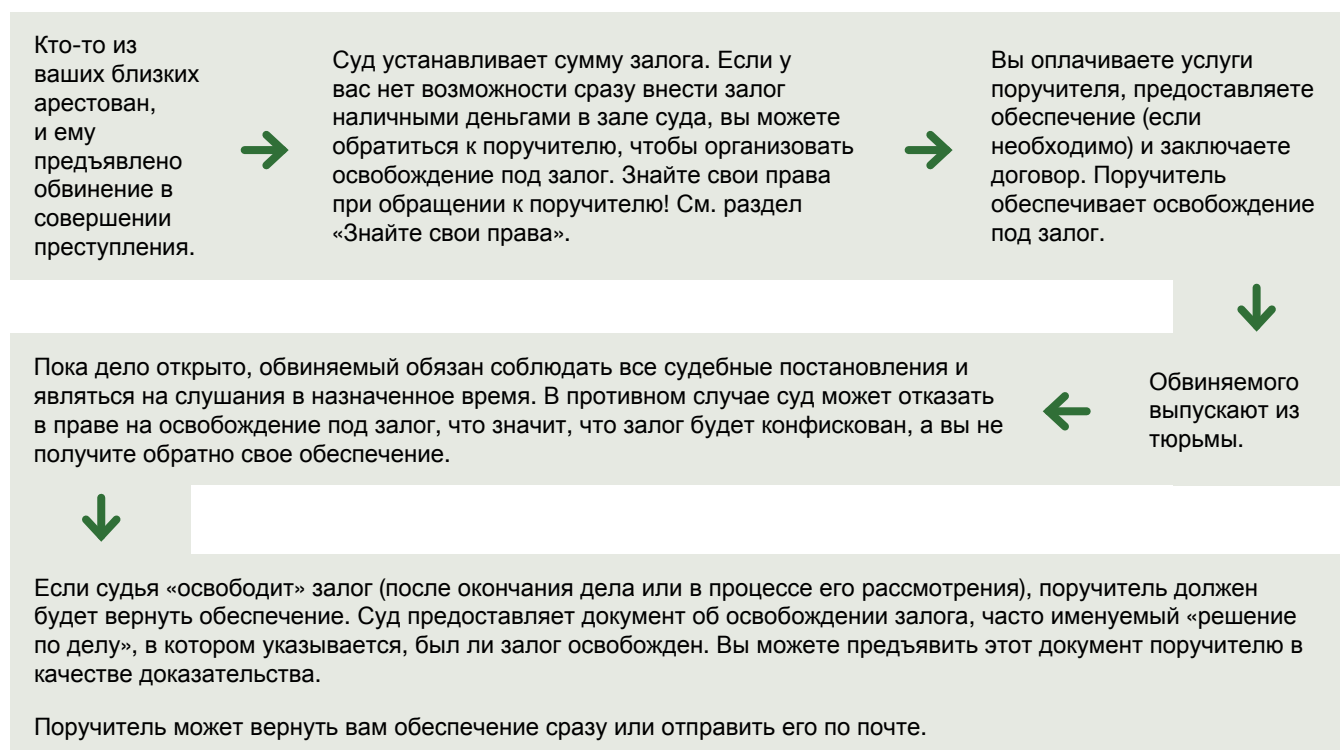 Кто-то из
ваших близких
арестован,
и ему
предъявлено
обвинение в
совершении
преступления.
Суд устанавливает сумму залога. Если у
вас нет возможности сразу внести залог
наличными деньгами в зале суда, вы можете
обратиться к поручителю, чтобы организовать
освобождение под залог. Знайте свои права
при обращении к поручителю! См. раздел
«Знайте свои права».
Вы оплачиваете услуги
поручителя, предоставляете
обеспечение (если
необходимо) и заключаете
договор. Поручитель
обеспечивает освобождение
под залог.
Обвиняемого
выпускают из
тюрьмы.
Пока дело открыто, обвиняемый обязан соблюдать все судебные постановления и
являться на слушания в назначенное время. В противном случае суд может отказать
в праве на освобождение под залог, что значит, что залог будет конфискован, а вы не
получите обратно свое обеспечение.
Если судья «освободит» залог (после окончания дела или в процессе его рассмотрения), поручитель должен
будет вернуть обеспечение. Суд предоставляет документ об освобождении залога, часто именуемый «решение
по делу», в котором указывается, был ли залог освобожден. Вы можете предъявить этот документ поручителю в
качестве доказательства.
Поручитель может вернуть вам обеспечение сразу или отправить его по почте.